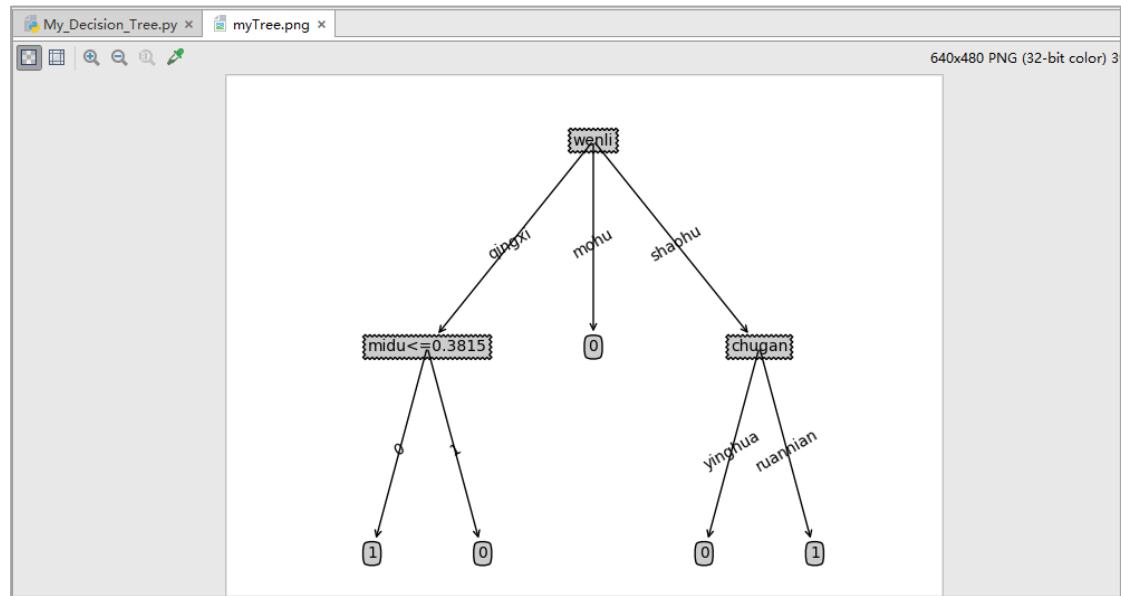 My_Decision_Tree.py × myTree.png ×
640x480 PNG (32-bit color)
wenli
qingxi mohu shaohu
midu<=0.3815 0 chugan
0 yinghua ruannian
1 0 0 1